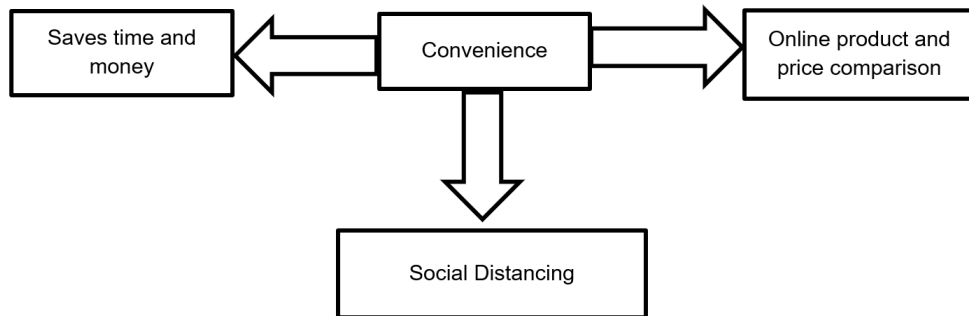 Saves time and
money
Convenience
Online product and
price comparison
Social Distancing